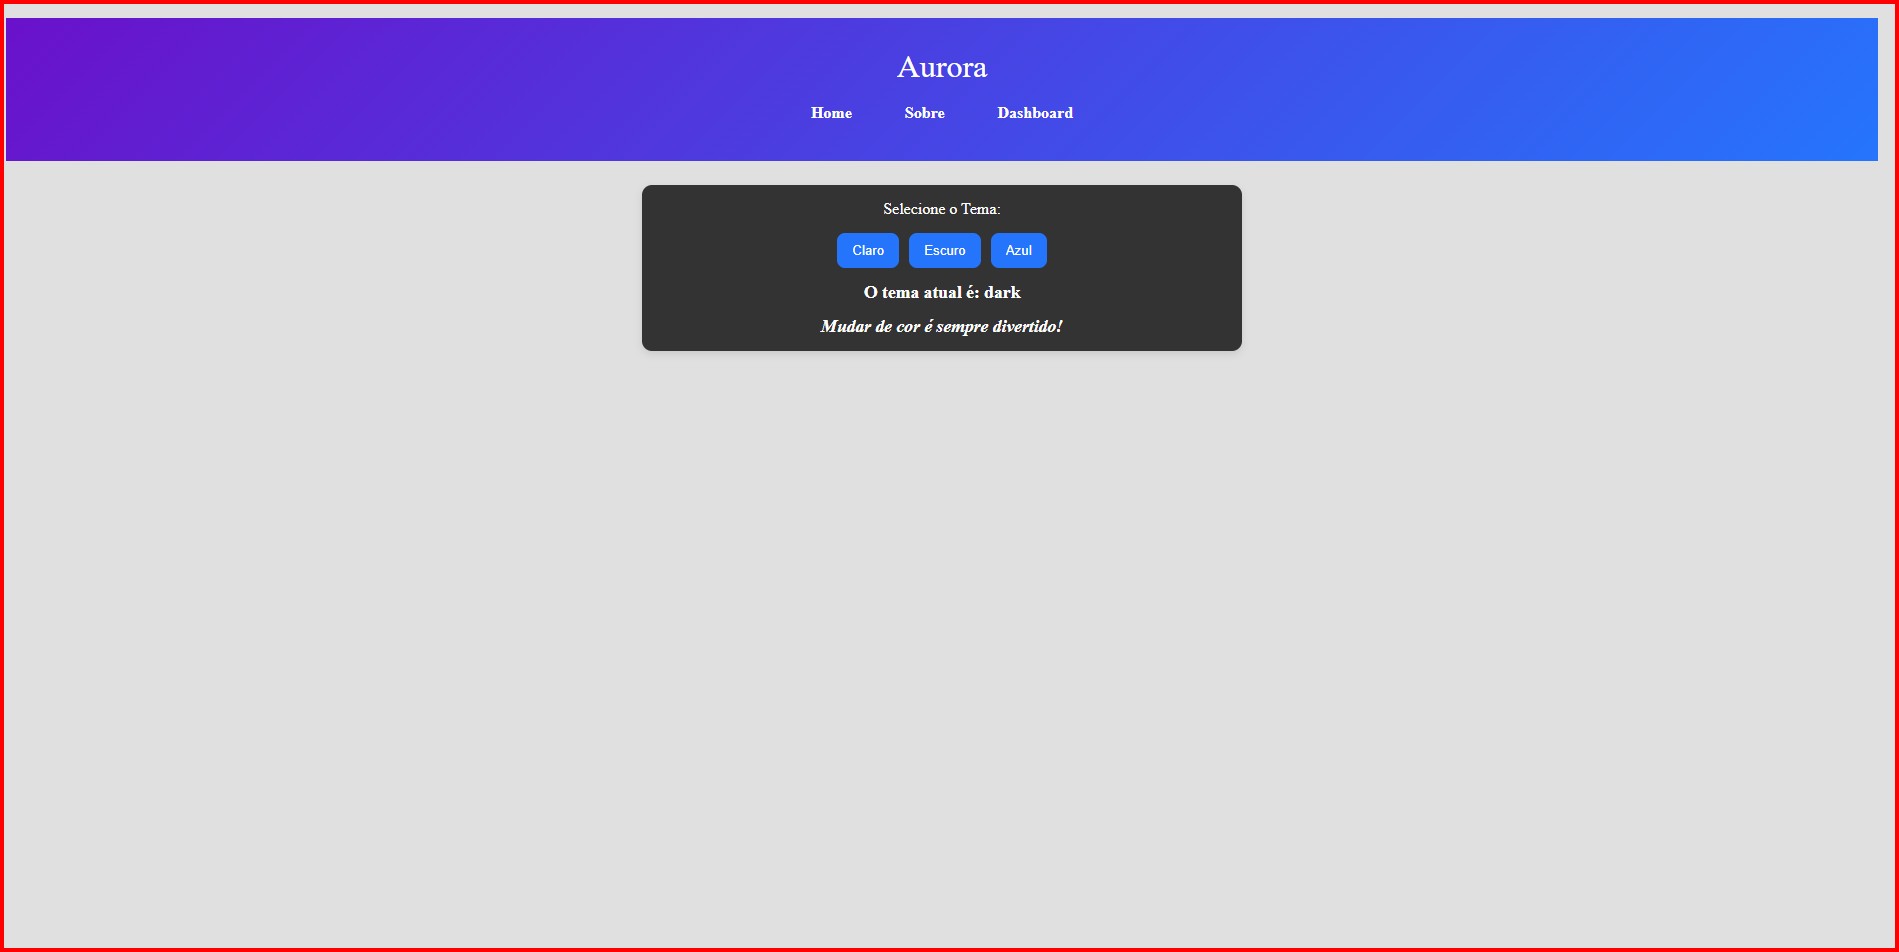 Aurora
Home Sobre Dashboard
Selecione o Tema:
Claro Escuro Azul
O tema atual é: dark
Mudar de cor é sempre divertido!